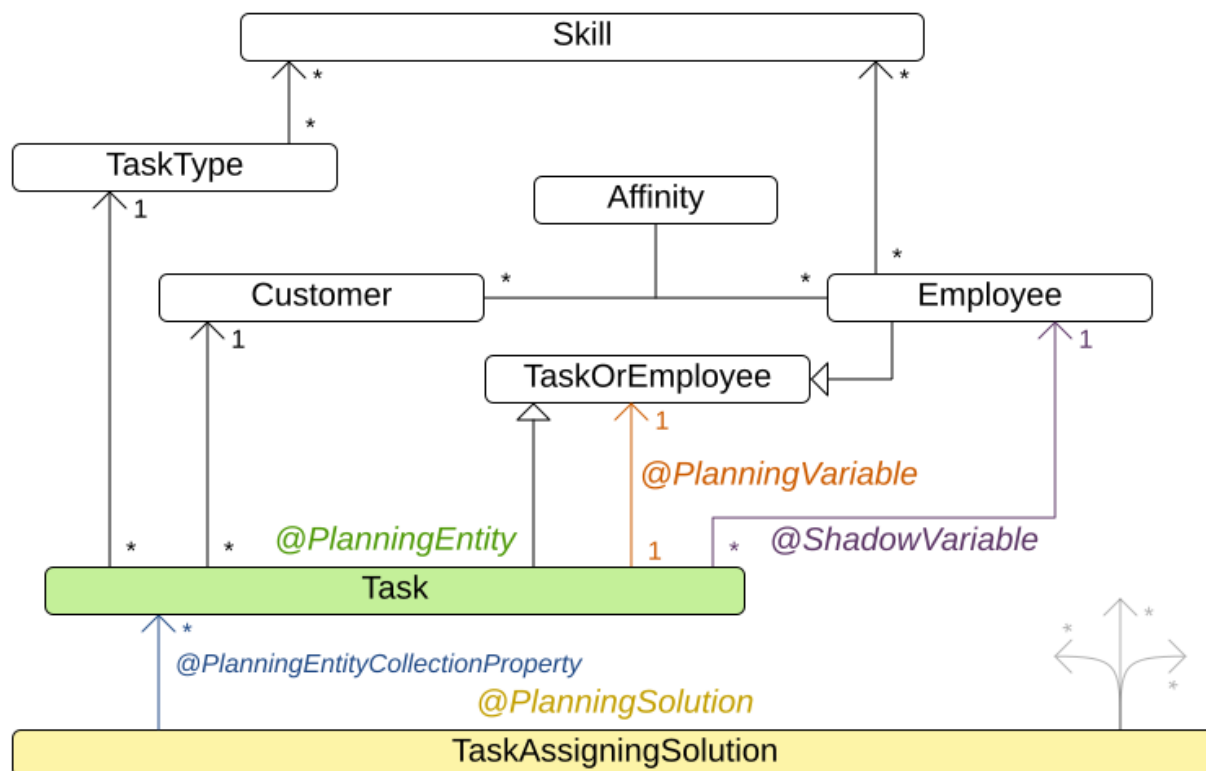 Skill
*
*
*
TaskType
1
Affinity
*
*
*
Customer
Employee
1
1
TaskOrEmployee
1
@PlanningVariable
*
*
@PlanningEntity
1
*
@ShadowVariable
Task
*
*
*
*
@PlanningEntityCollectionProperty
@PlanningSolution
TaskAssigningSolution